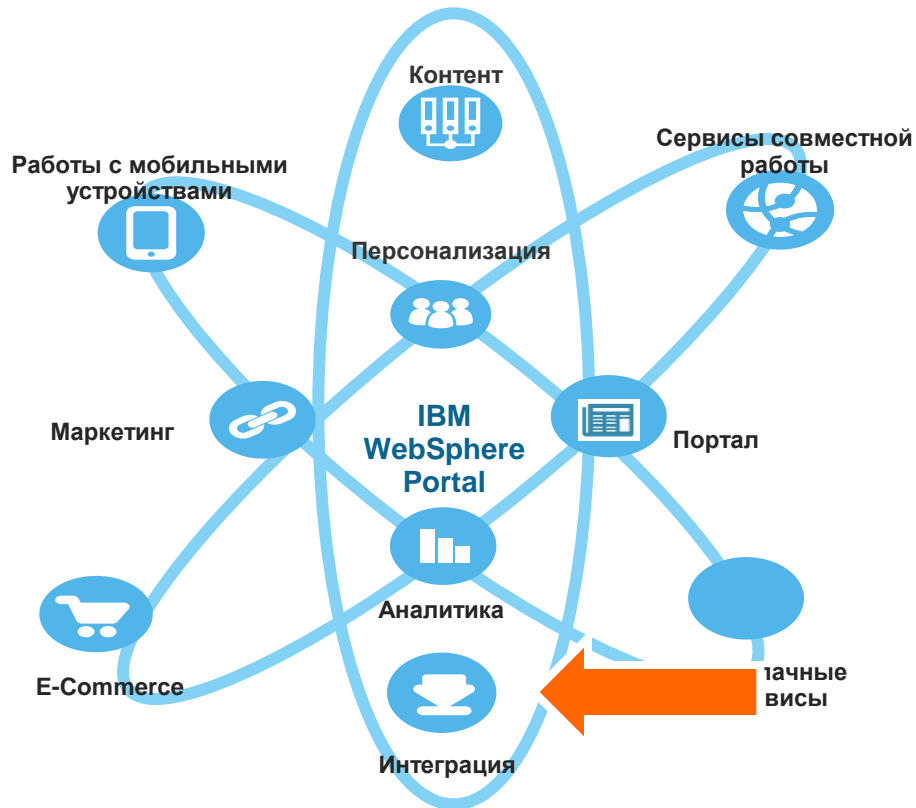 Контент
Сервисы совместной
работы
Работы с мобильными
устройствами
Персонализация
IBM
WebSphere
Portal
Маркетинг
Портал
Аналитика
E-Commerce
Интеграция